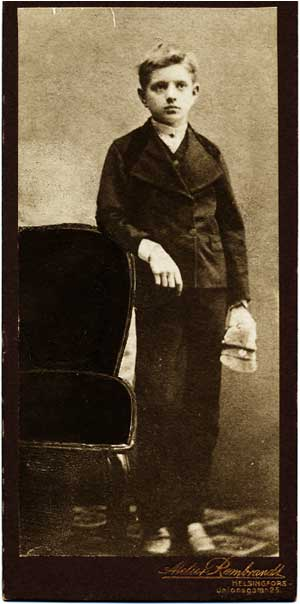 Atelier Rembrandt
HELSINGFORS
Unionsgatan 25.